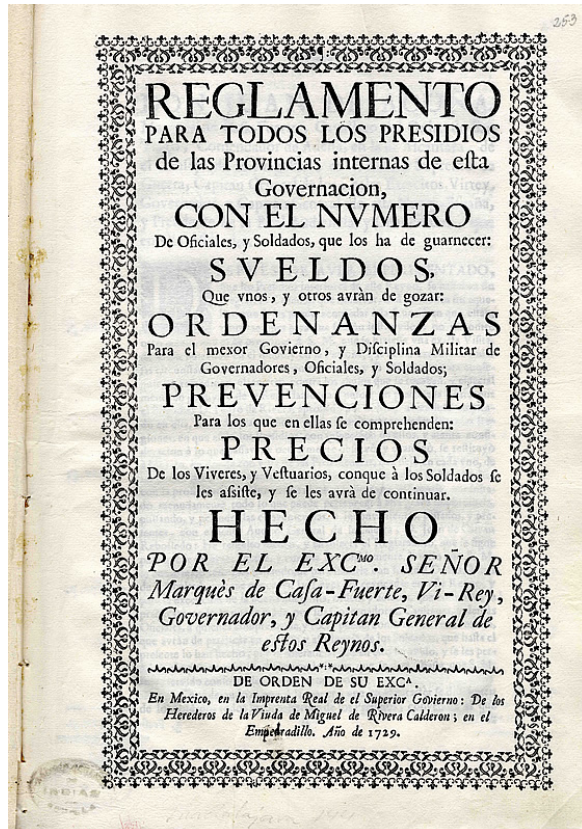 253
REGLAMENTO
PARA TODOS LOS PRESIDIOS
de las Provincias internas de eſta
Governacion,
CON EL NVMERO
De Oficiales, y Soldados, que los ha de guarnecer:
SVELDOS,
Que vnos, y otros avràn de gozar:
ORDENANZAS
Para el mexor Govierno, y Diſciplina Militar de
Governadores, Oficiales, y Soldados;
PREVENCIONES
Para los que en ellas ſe comprehenden:
PRECIOS
De los Viveres, y Veſtuarios, conque à los Soldados ſe
les aſsiſte, y ſe les avrà de continuar.
HECHO
POR EL EXCᴹᴼ. SEÑOR
Marquès de Caſa-Fuerte, Vi-Rey,
Governador, y Capitan General de
eſtos Reynos.
DE ORDEN DE SU EXCᴬ.
En Mexico, en la Imprenta Real de el Superior Govierno: De los
Herederos de la Viuda de Miguel de Rivera Calderon; en el
Empedradillo. Año de 1729.
INDIAS